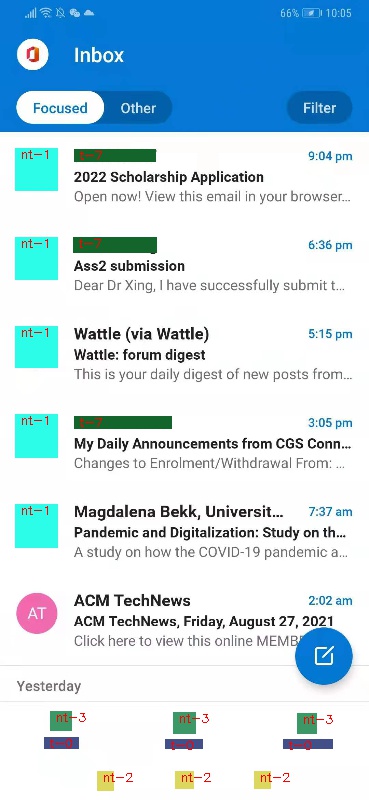 66% 10:05
Inbox
Focused Other Filter
nt-1 t-7 9:04 pm
2022 Scholarship Application
Open now! View this email in your browser...
nt-1 t-7 6:36 pm
Ass2 submission
Dear Dr Xing, I have successfully submit t...
nt-1 Wattle (via Wattle) 5:15 pm
Wattle: forum digest
This is your daily digest of new posts from...
nt-1 t-7 3:05 pm
My Daily Announcements from CGS Conn...
Changes to Enrolment/Withdrawal From: ...
nt-1 Magdalena Bekk, Universit... 7:37 am
Pandemic and Digitalization: Study on th...
A study on how the COVID-19 pandemic a...
AT ACM TechNews 2:02 am
ACM TechNews, Friday, August 27, 2021
Click here to view this online MEMB
Yesterday
nt-3 nt-3 nt-3
t-0 t-0 t-0
nt-2 nt-2 nt-2